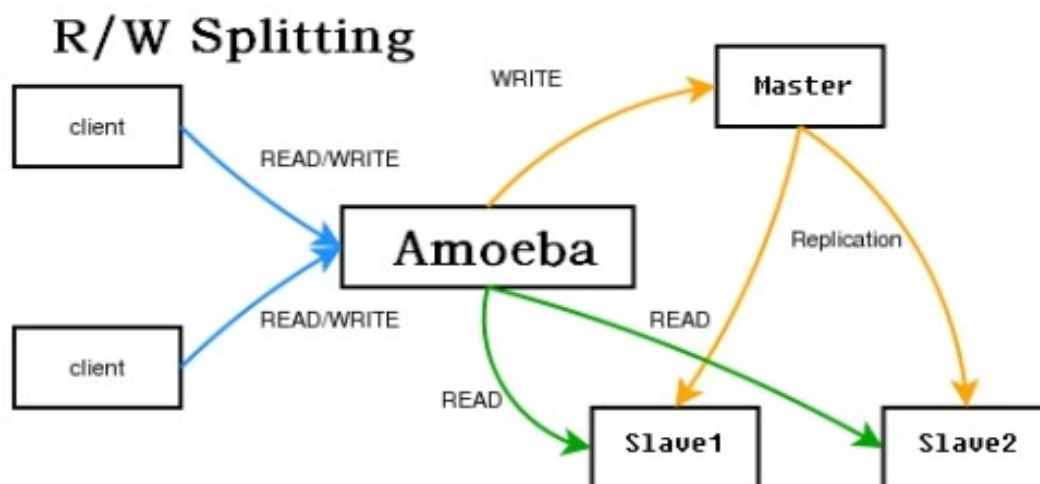 R/W Splitting
client
READ/WRITE
WRITE
Master
Amoeba
Replication
READ/WRITE
client
READ
READ
Slave1
Slave2